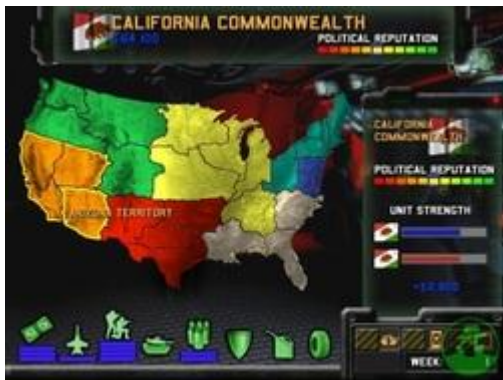 CALIFORNIA COMMONWEALTH
POLITICAL REPUTATION
CALIFORNIA
COMMONWEALTH
POLITICAL REPUTATION
UNIT STRENGTH
TERRITORY
WEEK